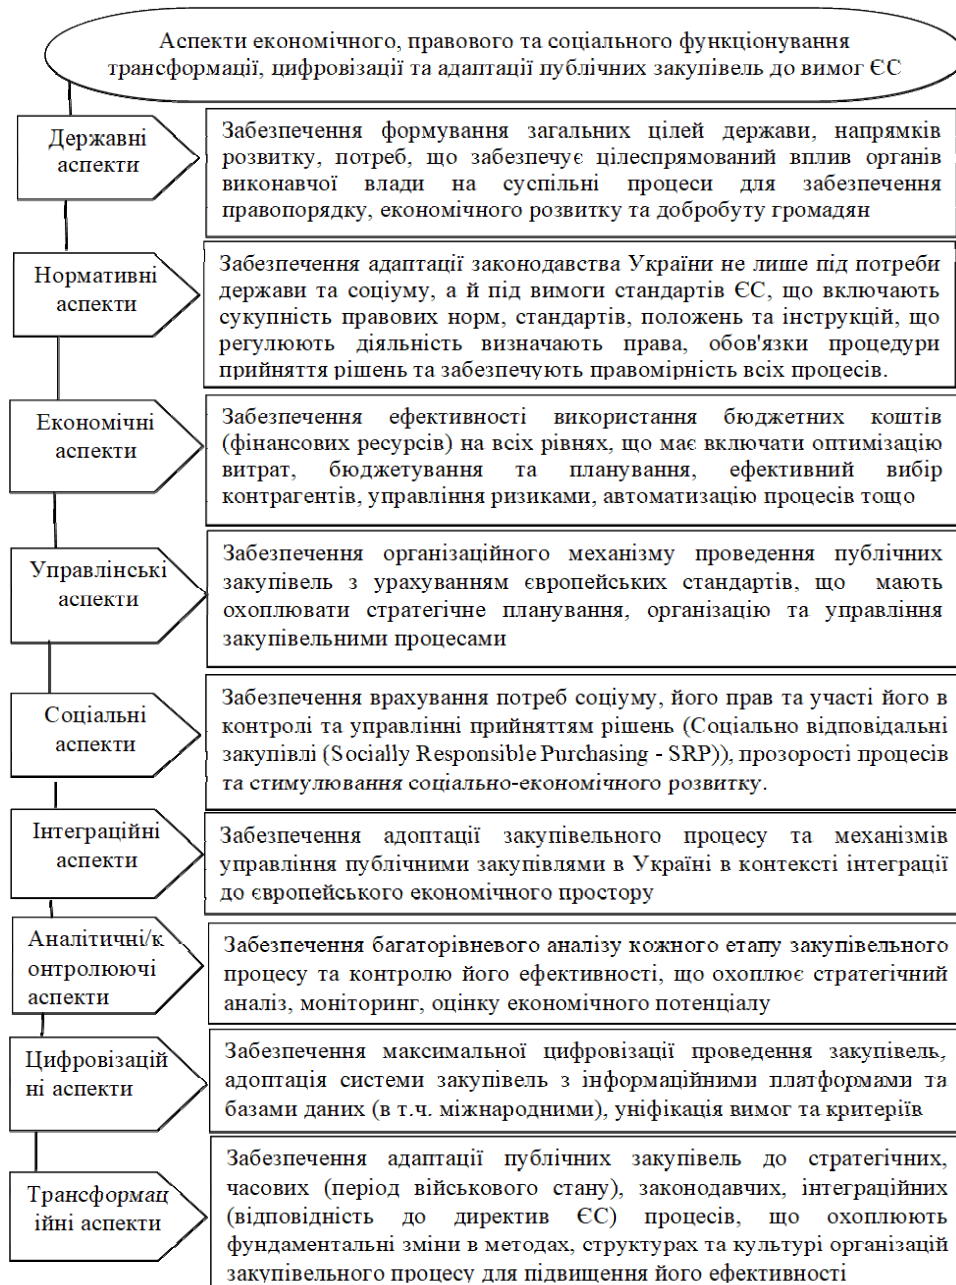 Аспекти економічного, правового та соціального функціонування
трансформації, цифровізації та адаптації публічних закупівель до вимог ЄС
Державні
аспекти
Забезпечення формування загальних цілей держави, напрямків
розвитку, потреб, що забезпечує цілеспрямований вплив органів
виконавчої влади на суспільні процеси для забезпечення
правопорядку, економічного розвитку та добробуту громадян
Нормативні
аспекти
Забезпечення адаптації законодавства України не лише під потреби
держави та соціуму, а й під вимоги стандартів ЄС, що включають
сукупність правових норм, стандартів, положень та інструкцій, що
регулюють діяльність визначають права, обов'язки процедури
прийняття рішень та забезпечують правомірність всіх процесів.
Економічні
аспекти
Забезпечення ефективності використання бюджетних коштів
(фінансових ресурсів) на всіх рівнях, що має включати оптимізацію
витрат, бюджетування та планування, ефективний вибір
контрагентів, управління ризиками, автоматизацію процесів тощо
Управлінські
аспекти
Забезпечення організаційного механізму проведення публічних
закупівель з урахуванням європейських стандартів, що мають
охоплювати стратегічне планування, організацію та управління
закупівельними процесами
Соціальні
аспекти
Забезпечення врахування потреб соціуму, його прав та участі його в
контролі та управлінні прийняттям рішень (Соціально відповідальні
закупівлі (Socially Responsible Purchasing - SRP)), прозорості процесів
та стимулювання соціально-економічного розвитку.
Інтеграційні
аспекти
Забезпечення адоптації закупівельного процесу та механізмів
управління публічними закупівлями в Україні в контексті інтеграції
до європейського економічного простору
Аналітичні/к
онтролюючі
аспекти
Забезпечення багаторівневого аналізу кожного етапу закупівельного
процесу та контролю його ефективності, що охоплює стратегічний
аналіз, моніторинг, оцінку економічного потенціалу
Цифровізацій
ні аспекти
Забезпечення максимальної цифровізації проведення закупівель,
адоптація системи закупівель з інформаційними платформами та
базами даних (в т.ч. міжнародними), уніфікація вимог та критеріїв
Трансформац
ійні аспекти
Забезпечення адаптації публічних закупівель до стратегічних,
часових (період військового стану), законодавчих, інтеграційних
(відповідність до директив ЄС) процесів, що охоплюють
фундаментальні зміни в методах, структурах та культурі організацій
закупівельного процесу для підвищення його ефективності